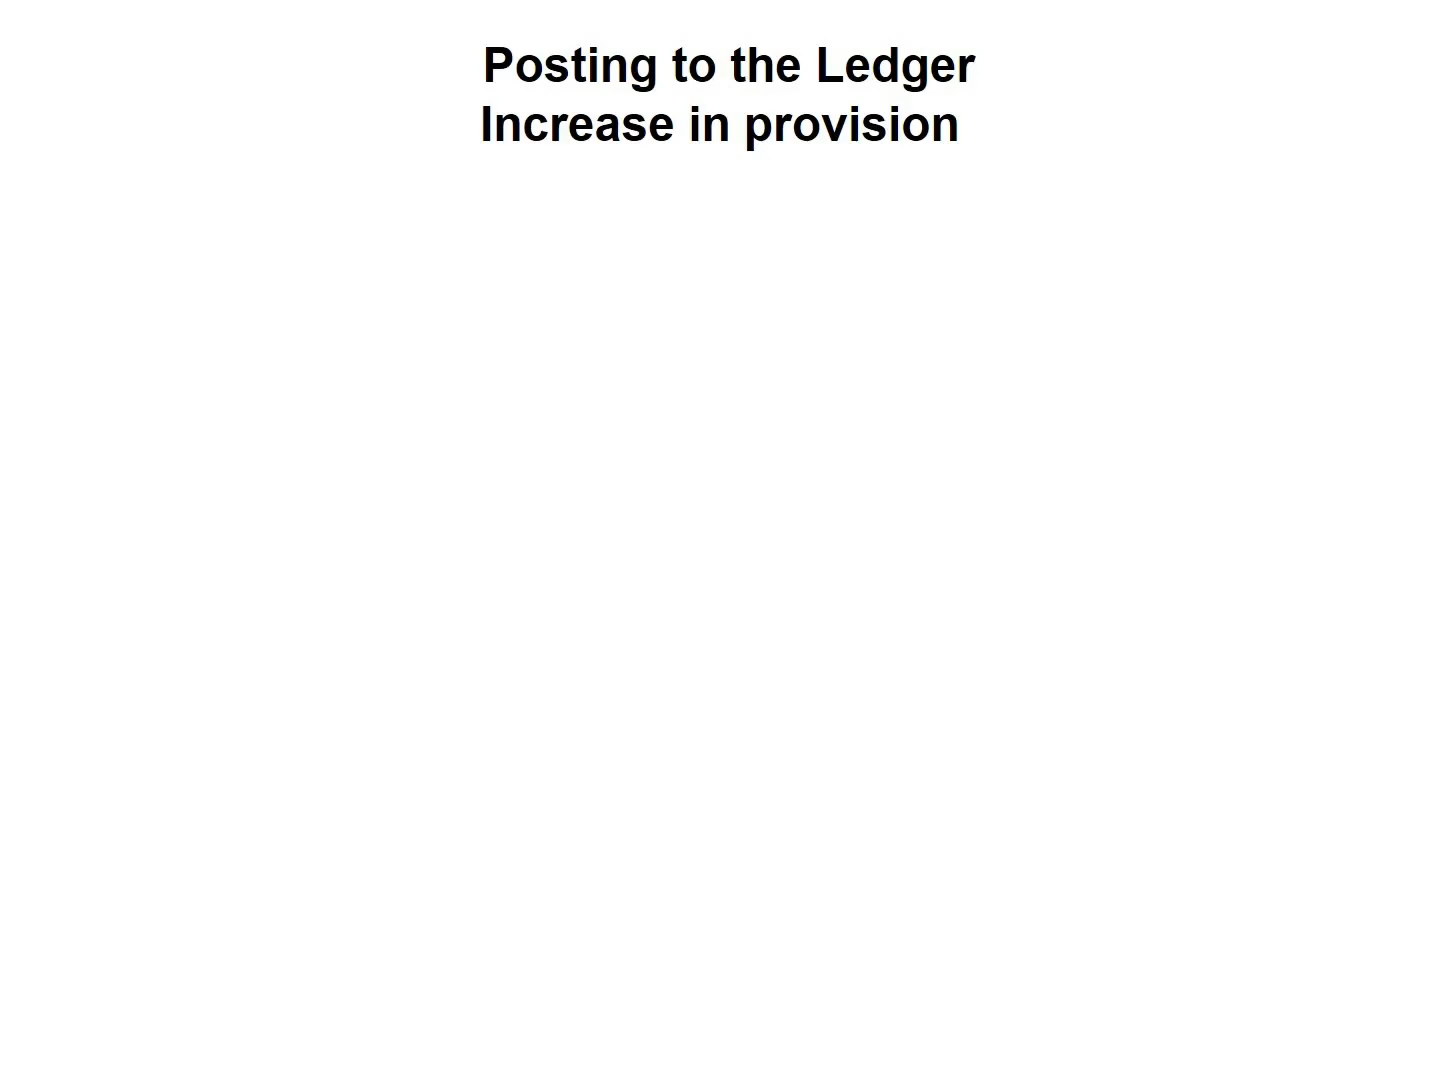 Posting to the Ledger
Increase in provision